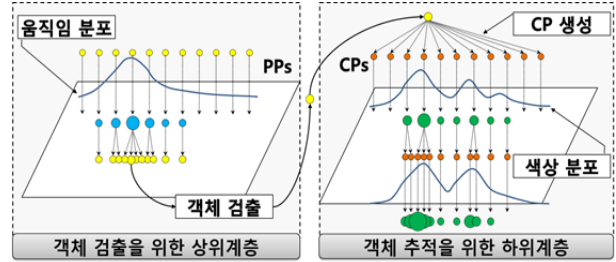 움직임 분포
PPs
객체 검출
객체 검출을 위한 상위계층
CP 생성
CPs
색상 분포
객체 추적을 위한 하위계층